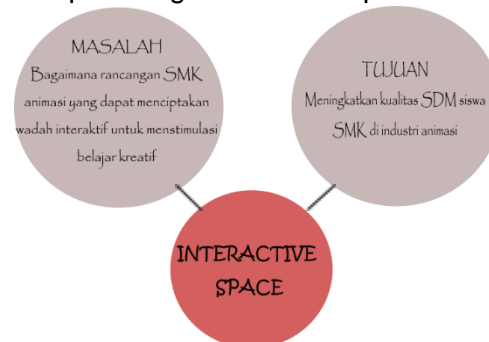 MASALAH
Bagaimana rancangan SMK
animasi yang dapat menciptakan
wadah interaktif untuk menstimulasi
belajar kreatif
TUJUAN
Meningkatkan kualitas SDM siswa
SMK di industri animasi
INTERACTIVE
SPACE